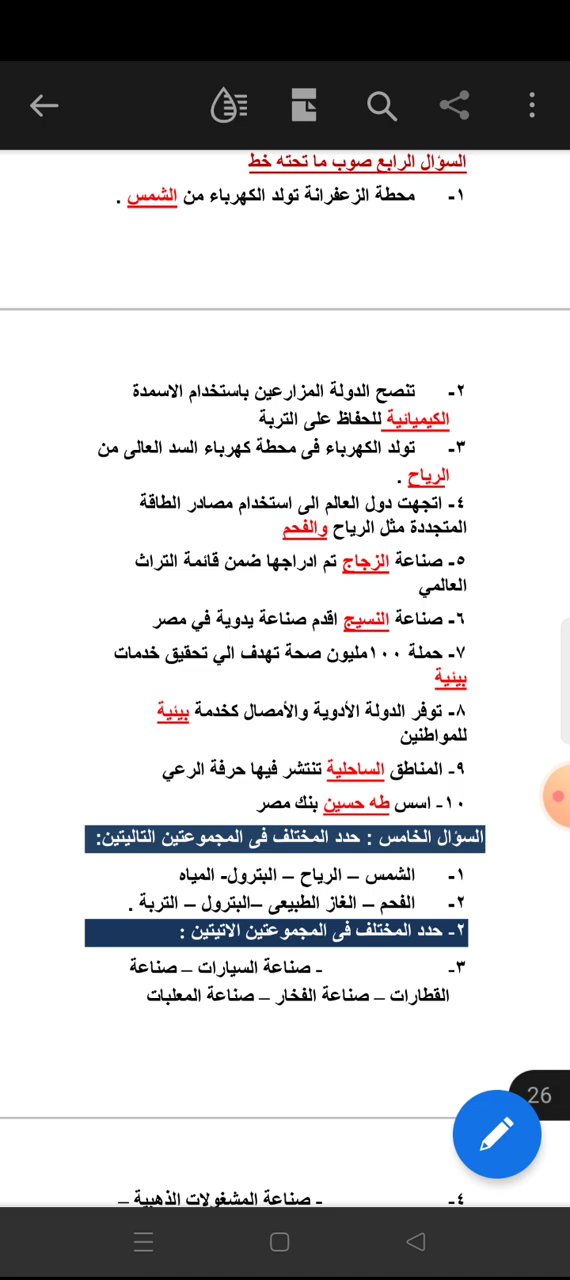 السؤال الرابع صوب ما تحته خط
١- محطة الزعفرانة تولد الكهرباء من الشمس .
٢- تنصح الدولة المزارعين باستخدام الاسمدة
الكيميائية للحفاظ على التربة
٣- تولد الكهرباء فى محطة كهرباء السد العالى من
الرياح .
٤- اتجهت دول العالم الى استخدام مصادر الطاقة
المتجددة مثل الرياح والفحم
٥- صناعة الزجاج تم ادراجها ضمن قائمة التراث
العالمي
٦- صناعة النسيج اقدم صناعة يدوية في مصر
٧- حملة ١٠٠مليون صحة تهدف الي تحقيق خدمات
بيئية
٨- توفر الدولة الأدوية والأمصال كخدمة بيئية
للمواطنين
٩- المناطق الساحلية تنتشر فيها حرفة الرعي
١٠- اسس طه حسين بنك مصر
السؤال الخامس : حدد المختلف فى المجموعتين التاليتين:
١- الشمس – الرياح – البترول- المياه
٢- الفحم – الغاز الطبيعى –البترول – التربة .
٢- حدد المختلف فى المجموعتين الاتيتين :
٣- - صناعة السيارات – صناعة
القطارات – صناعة الفخار – صناعة المعلبات
26
٤- - صناعة المشغولات الذهبية –